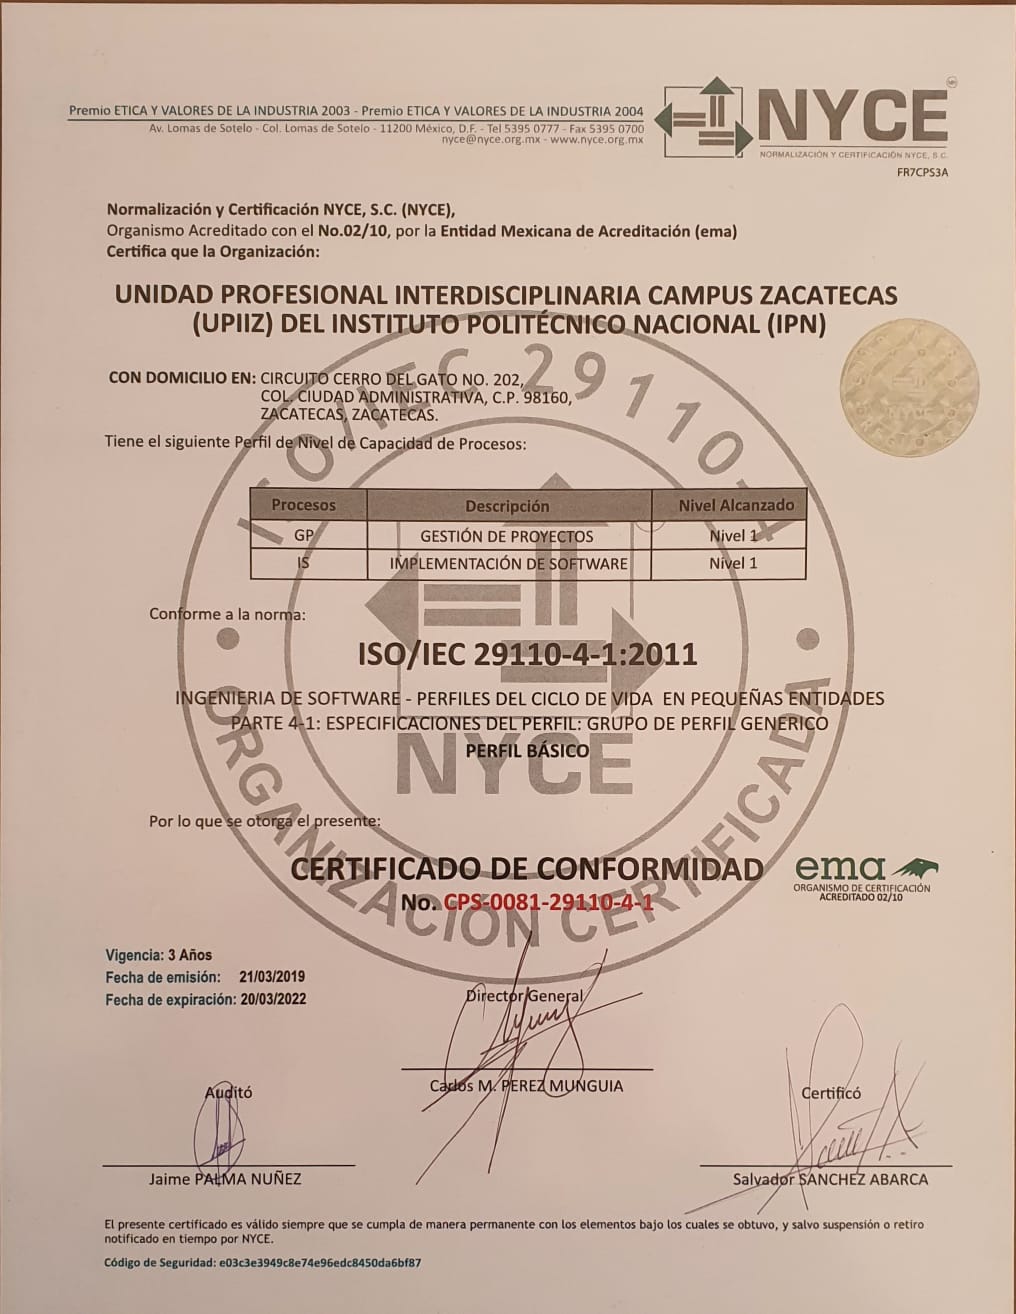 Premio ETICA Y VALORES DE LA INDUSTRIA 2003 - Premio ETICA Y VALORES DE LA INDUSTRIA 2004
Av. Lomas de Sotelo - Col. Lomas de Sotelo - 11200 México, D.F. - Tel 5395 0777 - Fax 5395 0700
nyce@nyce.org.mx - www.nyce.org.mx
NYCE
NORMALIZACIÓN Y CERTIFICACIÓN NYCE, S.C.
FR7CPS3A
Normalización y Certificación NYCE, S.C. (NYCE),
Organismo Acreditado con el No.02/10, por la Entidad Mexicana de Acreditación (ema)
Certifica que la Organización:
UNIDAD PROFESIONAL INTERDISCIPLINARIA CAMPUS ZACATECAS
(UPIIZ) DEL INSTITUTO POLITÉCNICO NACIONAL (IPN)
CON DOMICILIO EN: CIRCUITO CERRO DEL GATO NO. 202,
COL. CIUDAD ADMINISTRATIVA, C.P. 98160,
ZACATECAS, ZACATECAS.
NYCE
Tiene el siguiente Perfil de Nivel de Capacidad de Procesos:
Procesos Descripción Nivel Alcanzado
GP GESTIÓN DE PROYECTOS Nivel 1
IS IMPLEMENTACIÓN DE SOFTWARE Nivel 1
Conforme a la norma:
ISO/IEC 29110-4-1:2011
INGENIERIA DE SOFTWARE - PERFILES DEL CICLO DE VIDA EN PEQUEÑAS ENTIDADES
PARTE 4-1: ESPECIFICACIONES DEL PERFIL: GRUPO DE PERFIL GENÉRICO
PERFIL BÁSICO
ISO/IEC 29110-4
NYCE
ORGANIZACIÓN CERTIFICADA
Por lo que se otorga el presente:
CERTIFICADO DE CONFORMIDAD
No. CPS-0081-29110-4-1
ema
ORGANISMO DE CERTIFICACIÓN
ACREDITADO 02/10
Vigencia: 3 Años
Fecha de emisión: 21/03/2019
Fecha de expiración: 20/03/2022
Director General
Carlos M. PEREZ MUNGUIA
Auditó
Jaime PALMA NUÑEZ
Certificó
Salvador SANCHEZ ABARCA
El presente certificado es válido siempre que se cumpla de manera permanente con los elementos bajo los cuales se obtuvo, y salvo suspensión o retiro
notificado en tiempo por NYCE.
Código de Seguridad: e03c3e3949c8e74e96edc8450da6bf87